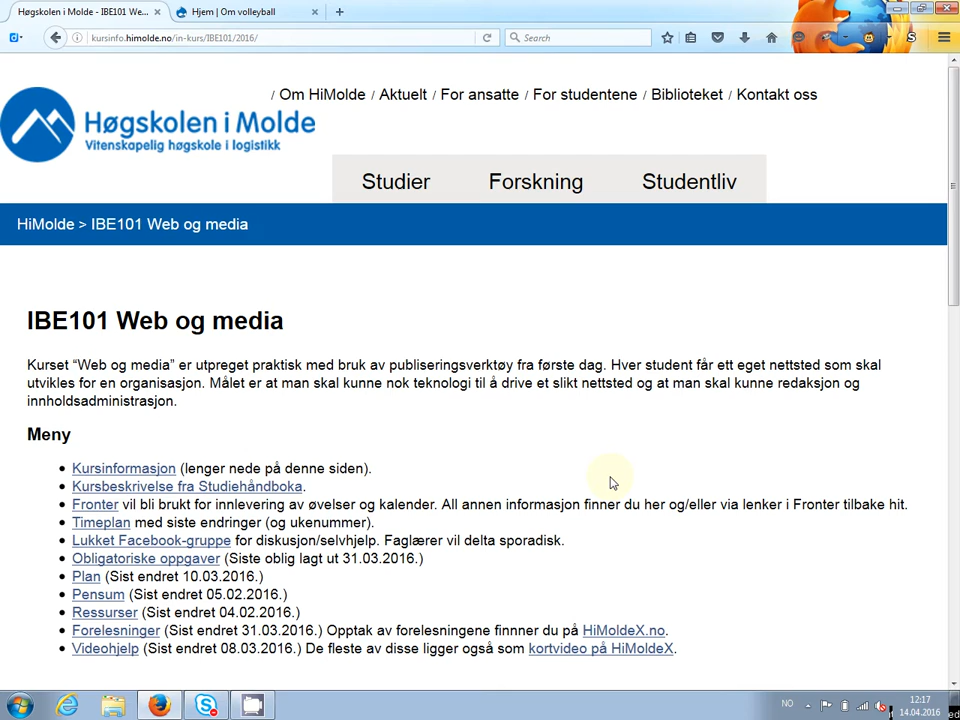 Høgskolen i Molde - IBE101 We...
Hjem | Om volleyball
kursinfo.himolde.no/in-kurs/IBE101/2016/
Search
/ Om HiMolde / Aktuelt / For ansatte / For studentene / Biblioteket / Kontakt oss
Høgskolen i Molde
Vitenskapelig høgskole i logistikk
Studier Forskning Studentliv
HiMolde > IBE101 Web og media
IBE101 Web og media
Kurset “Web og media” er utpreget praktisk med bruk av publiseringsverktøy fra første dag. Hver student får ett eget nettsted som skal
utvikles for en organisasjon. Målet er at man skal kunne nok teknologi til å drive et slikt nettsted og at man skal kunne redaksjon og
innholdsadministrasjon.
Meny
• Kursinformasjon (lenger nede på denne siden).
• Kursbeskrivelse fra Studiehåndboka.
• Fronter vil bli brukt for innlevering av øvelser og kalender. All annen informasjon finner du her og/eller via lenker i Fronter tilbake hit.
• Timeplan med siste endringer (og ukenummer).
• Lukket Facebook-gruppe for diskusjon/selvhjelp. Faglærer vil delta sporadisk.
• Obligatoriske oppgaver (Siste oblig lagt ut 31.03.2016.)
• Plan (Sist endret 10.03.2016.)
• Pensum (Sist endret 05.02.2016.)
• Ressurser (Sist endret 04.02.2016.)
• Forelesninger (Sist endret 31.03.2016.) Opptak av forelesningene finnner du på HiMoldeX.no.
• Videohjelp (Sist endret 08.03.2016.) De fleste av disse ligger også som kortvideo på HiMoldeX.
NO
12:17
14.04.2016